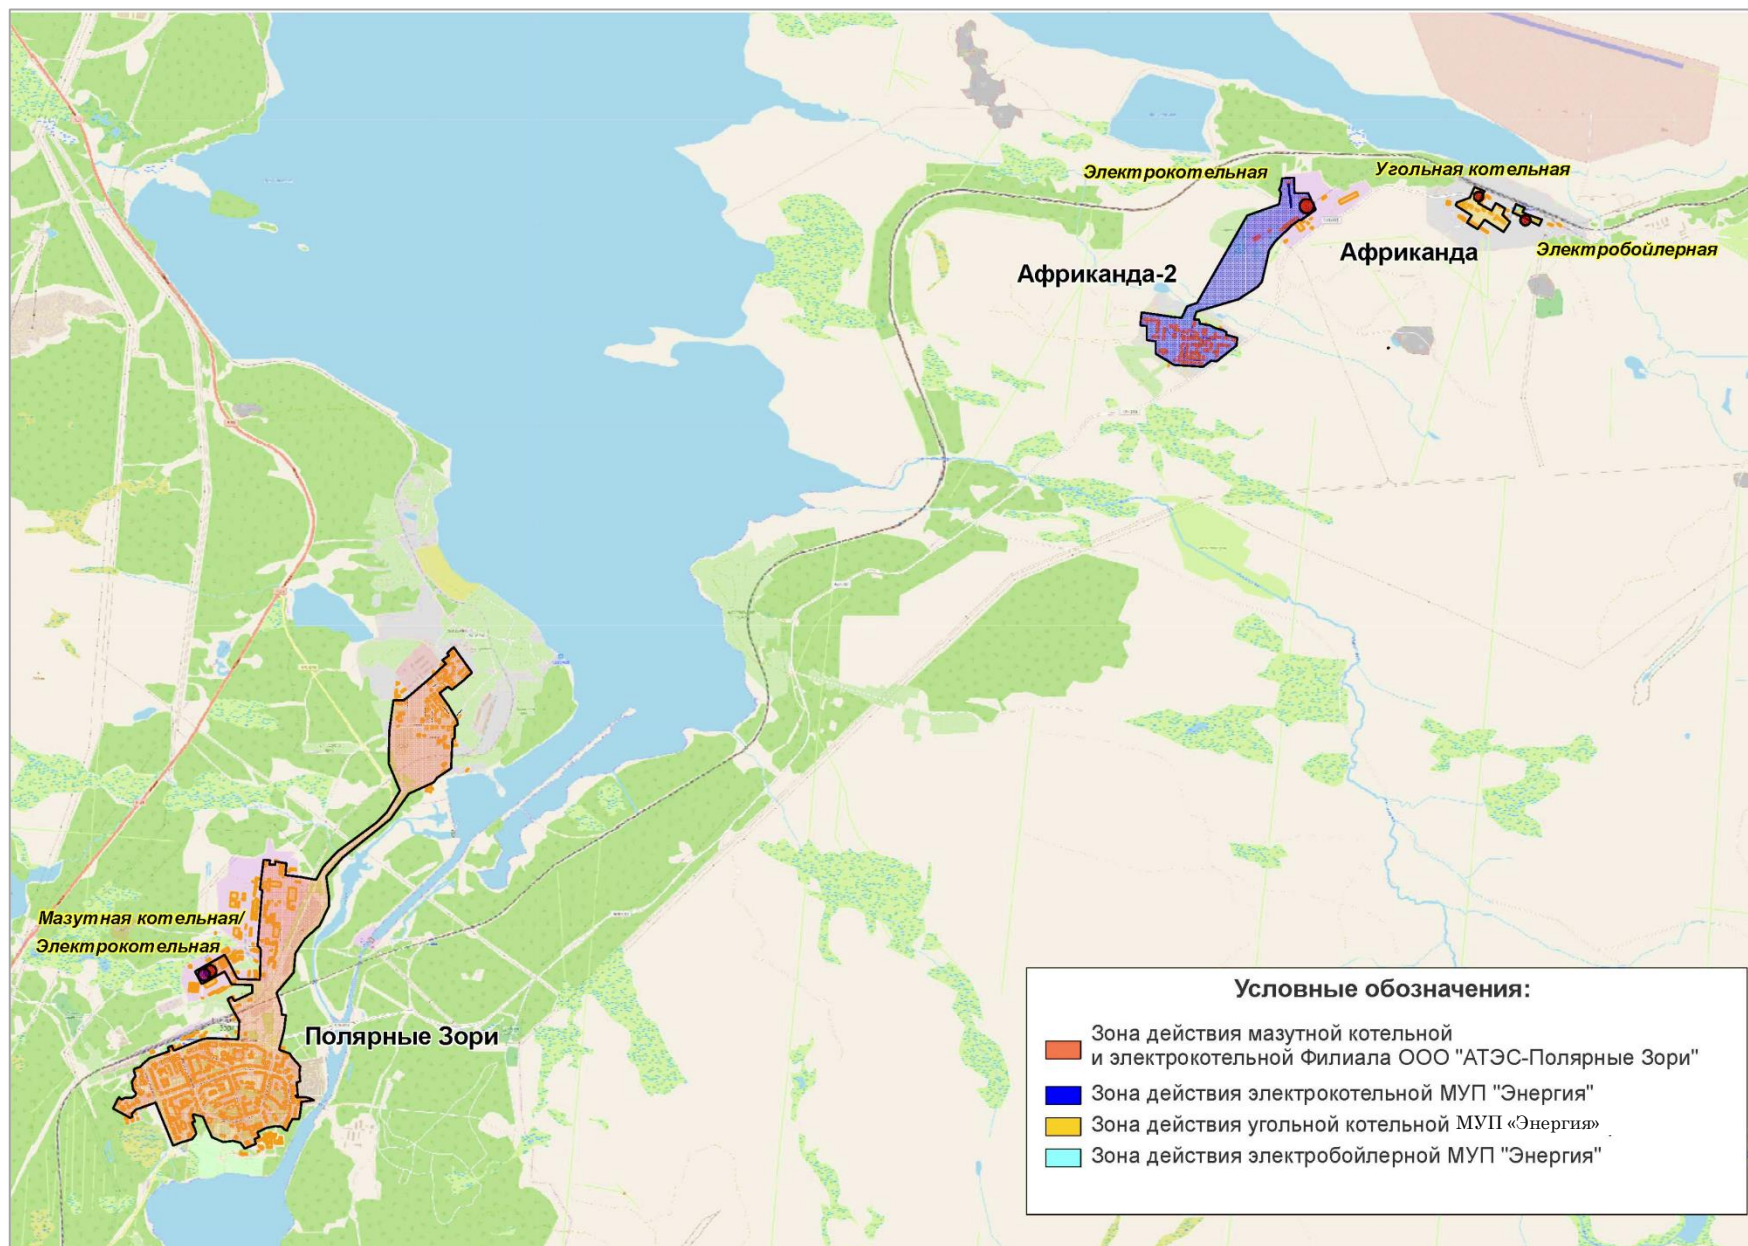 Электрокотельная
Угольная котельная
Африканда
Электробойлерная
Африканда-2
Мазутная котельная/
Электрокотельная
Полярные Зори
Условные обозначения:
Зона действия мазутной котельной
и электрокотельной Филиала ООО "АТЭС-Полярные Зори"
Зона действия электрокотельной МУП "Энергия"
Зона действия угольной котельной МУП «Энергия»
Зона действия электробойлерной МУП "Энергия"